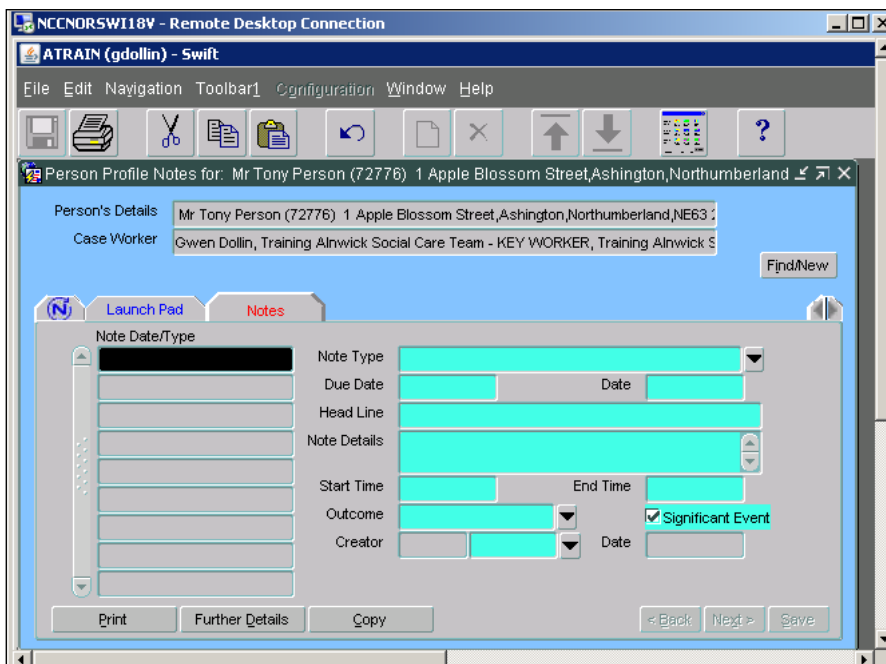 NCCNORSWI18V - Remote Desktop Connection
ATRAIN (gdollin) - Swift
File Edit Navigation Toolbar1 Configuration Window Help
?
Person Profile Notes for: Mr Tony Person (72776) 1 Apple Blossom Street,Ashington,Northumberland
Person's Details Mr Tony Person (72776) 1 Apple Blossom Street,Ashington,Northumberland,NE63
Case Worker Gwen Dollin, Training Alnwick Social Care Team - KEY WORKER, Training Alnwick S
Find/New
N Launch Pad Notes
Note Date/Type
Note Type
Due Date Date
Head Line
Note Details
Start Time End Time
Outcome Significant Event
Creator Date
Print Further Details Copy < Back Next > Save